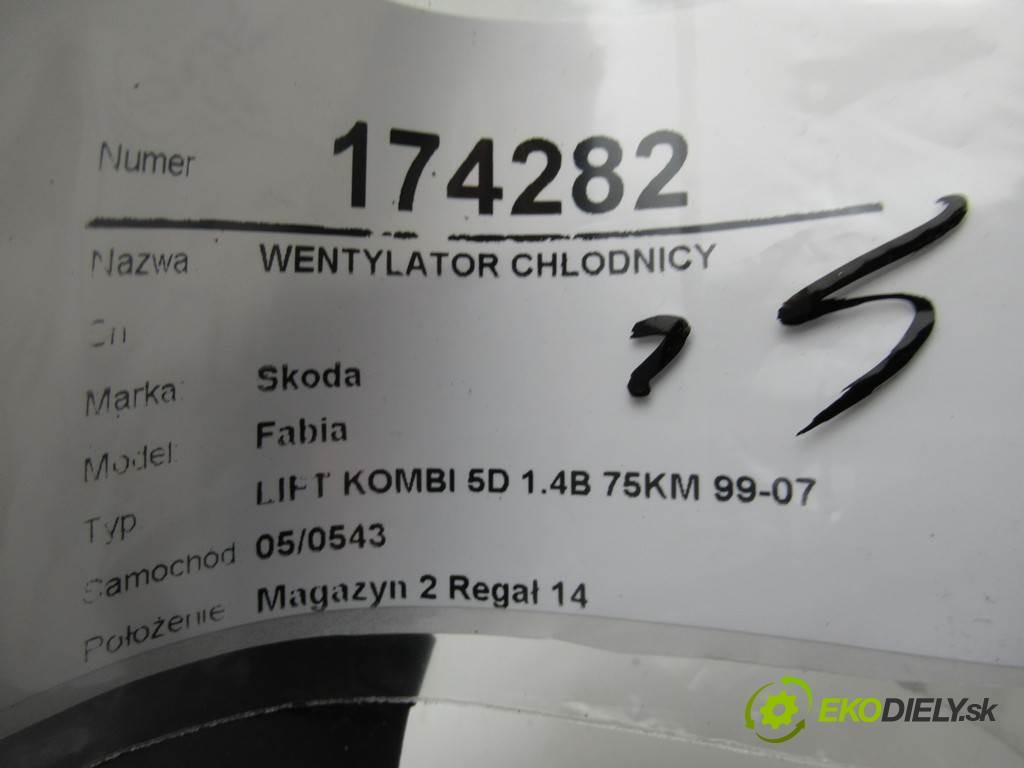 Numer 174282
Nazwa WENTYLATOR CHLODNICY
Marka: Skoda
Model: Fabia
Typ LIFT KOMBI 5D 1.4B 75KM 99-07
Samochód 05/0543
Położenie Magazyn 2 Regał 14
EKODIELY.sk